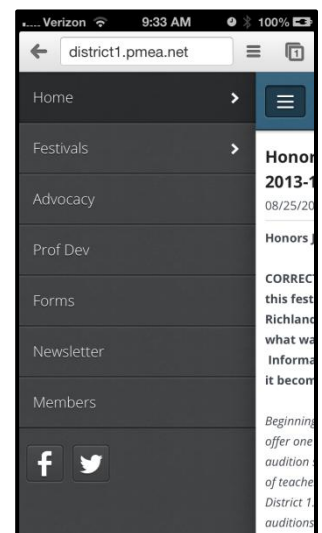 Verizon 9:33 AM 100%
district1.pmea.net
1
Home
Festivals
Advocacy
Prof Dev
Forms
Newsletter
Members
f
Honor
2013-1
08/25/20
Honors J
CORRECT
this fest
Richland
what wa
Informa
it becom
Beginning
offer one
audition s
of teache
District 1.
auditions